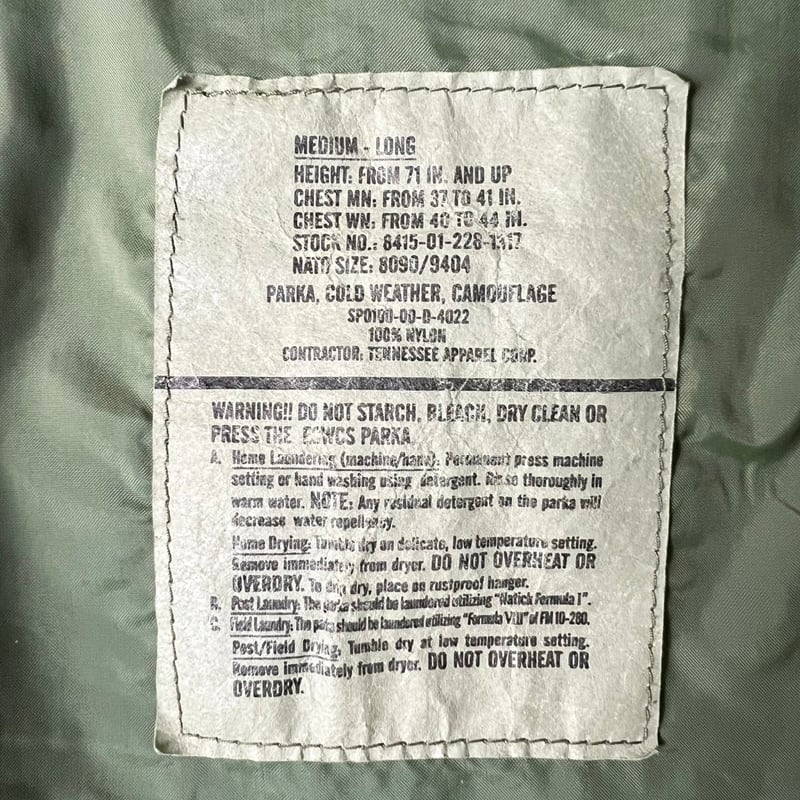 MEDIUM - LONG
HEIGHT: FROM 71 IN. AND UP
CHEST MN: FROM 37 TO 41 IN.
CHEST WN: FROM 40 TO 44 IN.
STOCK NO.: 8415-01-228-1317
NATO SIZE: 8090/9404
PARKA, COLD WEATHER, CAMOUFLAGE
SPO100-00-D-4022
100% NYLON
CONTRACTOR: TENNESSEE APPAREL CORP.
WARNING!! DO NOT STARCH, BLEACH, DRY CLEAN OR
PRESS THE ECWCS PARKA
A. Home Laundering (machine/hand): Permanent press machine
setting or hand washing using detergent. Rinse thoroughly in
warm water. NOTE: Any residual detergent on the parka will
decrease water repellency.
Home Drying: Tumble dry on delicate, low temperature setting.
Remove immediately from dryer. DO NOT OVERHEAT OR
OVERDRY. To drip dry, place on rustproof hanger.
B. Post Laundry: The parka should be laundered utilizing "Natick Formula I".
C. Field Laundry: The parka should be laundered utilizing "Formula VIII" of FM 10-280.
Post/Field Drying, Tumble dry at low temperature setting.
Remove immediately from dryer. DO NOT OVERHEAT OR
OVERDRY.